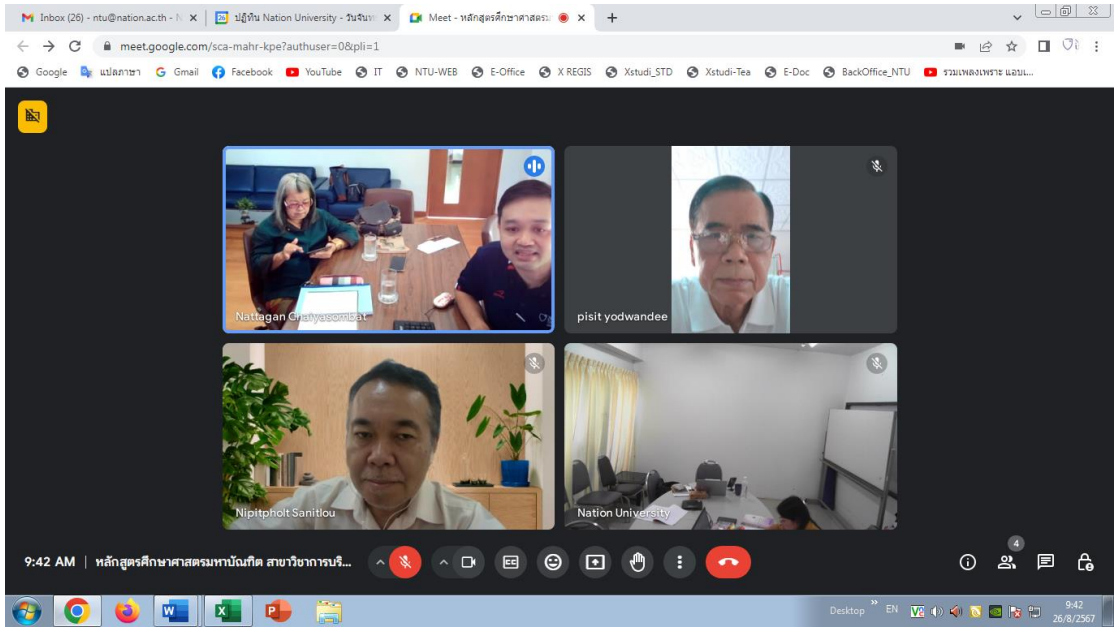 Inbox (26) - ntu@nation.ac.th - N
ปฏิทิน Nation University - วันจันท
Meet - หลักสูตรศึกษาศาสตร
meet.google.com/sca-mahr-kpe?authuser=0&pli=1
Google แปลภาษา Gmail Facebook YouTube IT NTU-WEB E-Office X REGIS Xstudi_STD Xstudi-Tea E-Doc BackOffice_NTU รวมเพลงเพราะ แอบเ...
Nattagan Chaiyasombat
pisit yodwandee
Nipitpholt Sanitlou
Nation University
4
9:42 AM | หลักสูตรศึกษาศาสตรมหาบัณฑิต สาขาวิชาการบริ...
Desktop EN
9:42
26/8/2567